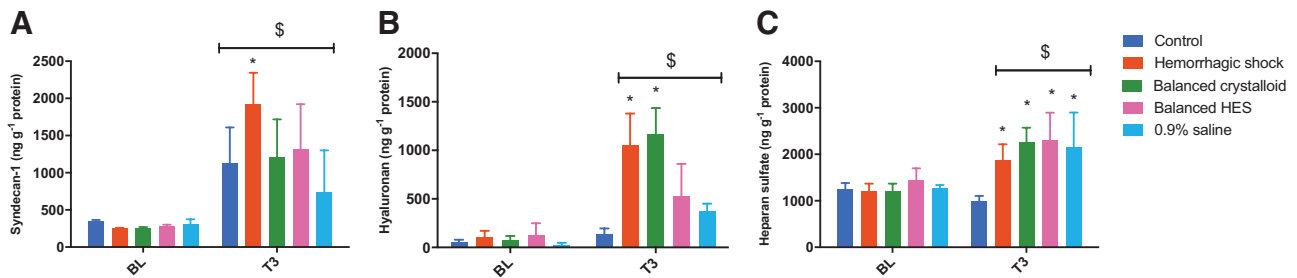 A
Syndecan-1 (ng g⁻¹ protein)
2500
2000
1500
1000
500
0
$
*
BL
T3
B
Hyaluronan (ng g⁻¹ protein)
2000
1500
1000
500
0
$
* *
BL
T3
C
Heparan sulfate (ng g⁻¹ protein)
4000
3000
2000
1000
0
$
* * * *
BL
T3
Control
Hemorrhagic shock
Balanced crystalloid
Balanced HES
0.9% saline